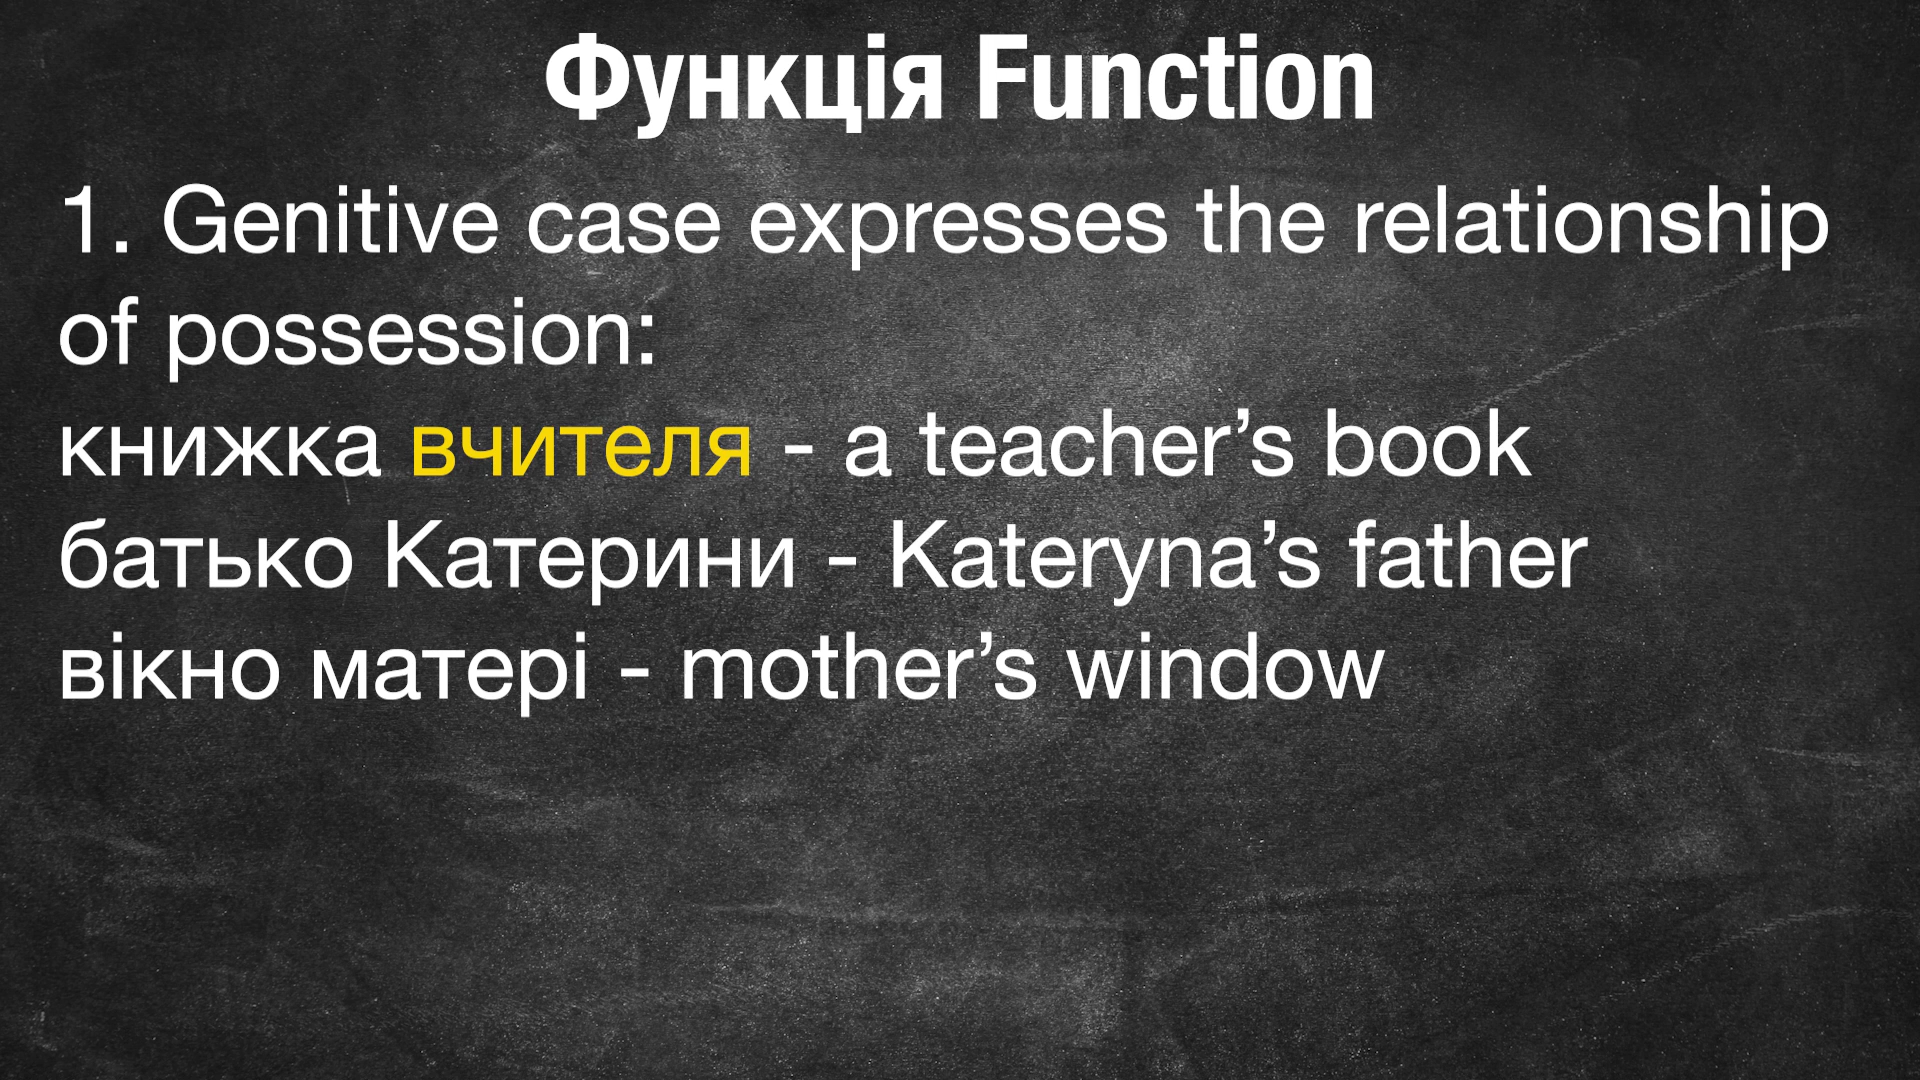 Функція Function
1. Genitive case expresses the relationship
of possession:
книжка вчителя - a teacher’s book
батько Катерини - Kateryna’s father
вікно матері - mother’s window